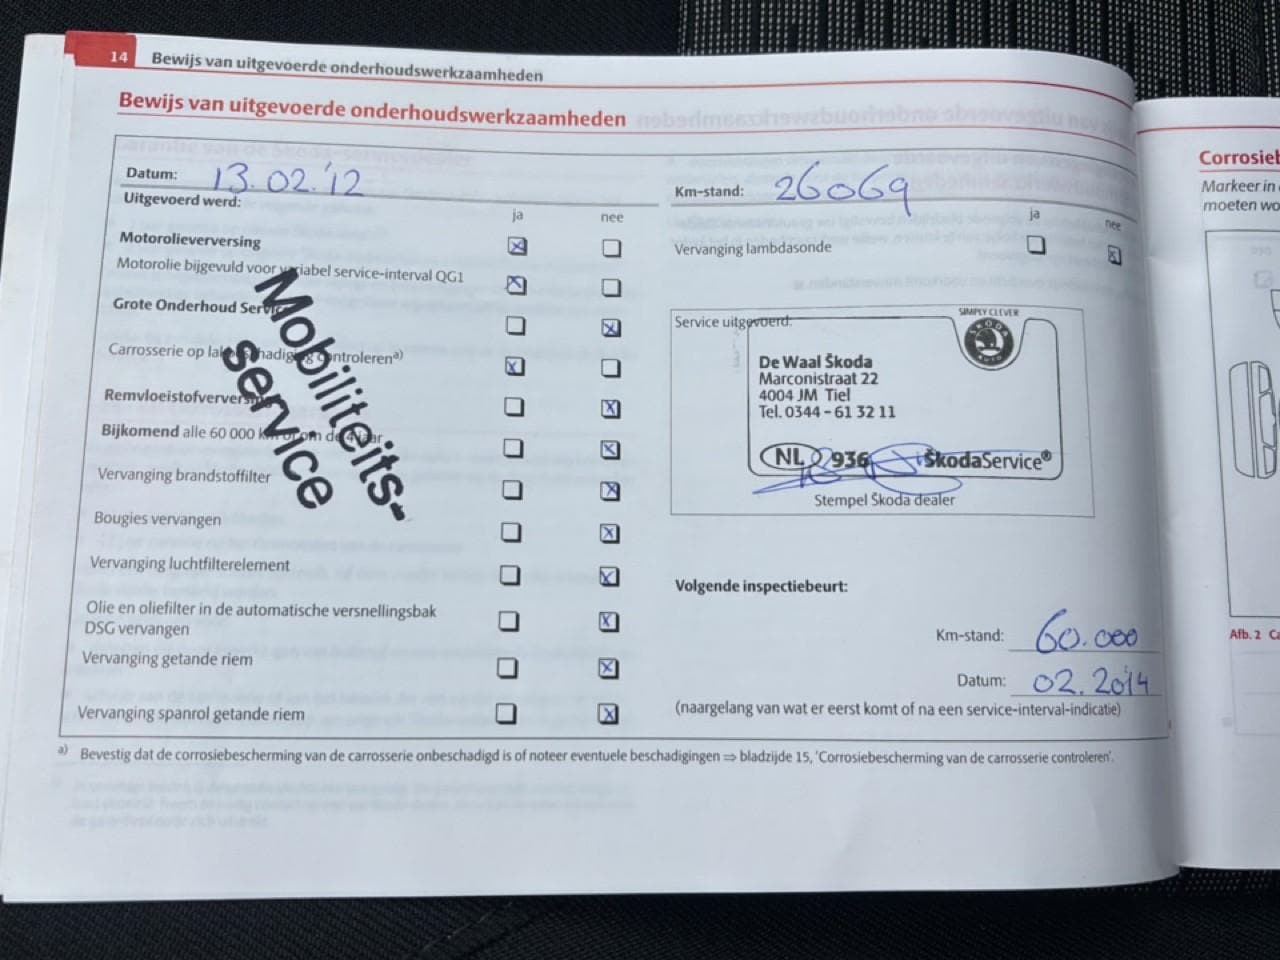 14 Bewijs van uitgevoerde onderhoudswerkzaamheden
Bewijs van uitgevoerde onderhoudswerkzaamheden
Datum: 13.02.'12
Uitgevoerd werd:
ja nee
Motorolieverversing
Motorolie bijgevuld voor variabel service-interval QG1
Grote Onderhoud Service
Carrosserie op lakbeschadiging controleren a)
Remvloeistofverversing
Bijkomend alle 60 000 km of om de 4 jaar
Vervanging brandstoffilter
Bougies vervangen
Vervanging luchtfilterelement
Olie en oliefilter in de automatische versnellingsbak
DSG vervangen
Vervanging getande riem
Vervanging spanrol getande riem
Mobiliteits-
service
Km-stand: 26069
ja nee
Vervanging lambdasonde
Service uitgevoerd:
SIMPLY CLEVER
ŠKODA
AUTO
De Waal Škoda
Marconistraat 22
4004 JM Tiel
Tel. 0344 - 61 32 11
NL 936 ŠkodaService®
Stempel Škoda dealer
Volgende inspectiebeurt:
Km-stand: 60.000
Datum: 02.2014
(naargelang van wat er eerst komt of na een service-interval-indicatie)
a) Bevestig dat de corrosiebescherming van de carrosserie onbeschadigd is of noteer eventuele beschadigingen ⇒ bladzijde 15, 'Corrosiebescherming van de carrosserie controleren'.
Markeer in
moeten
Afb. 2